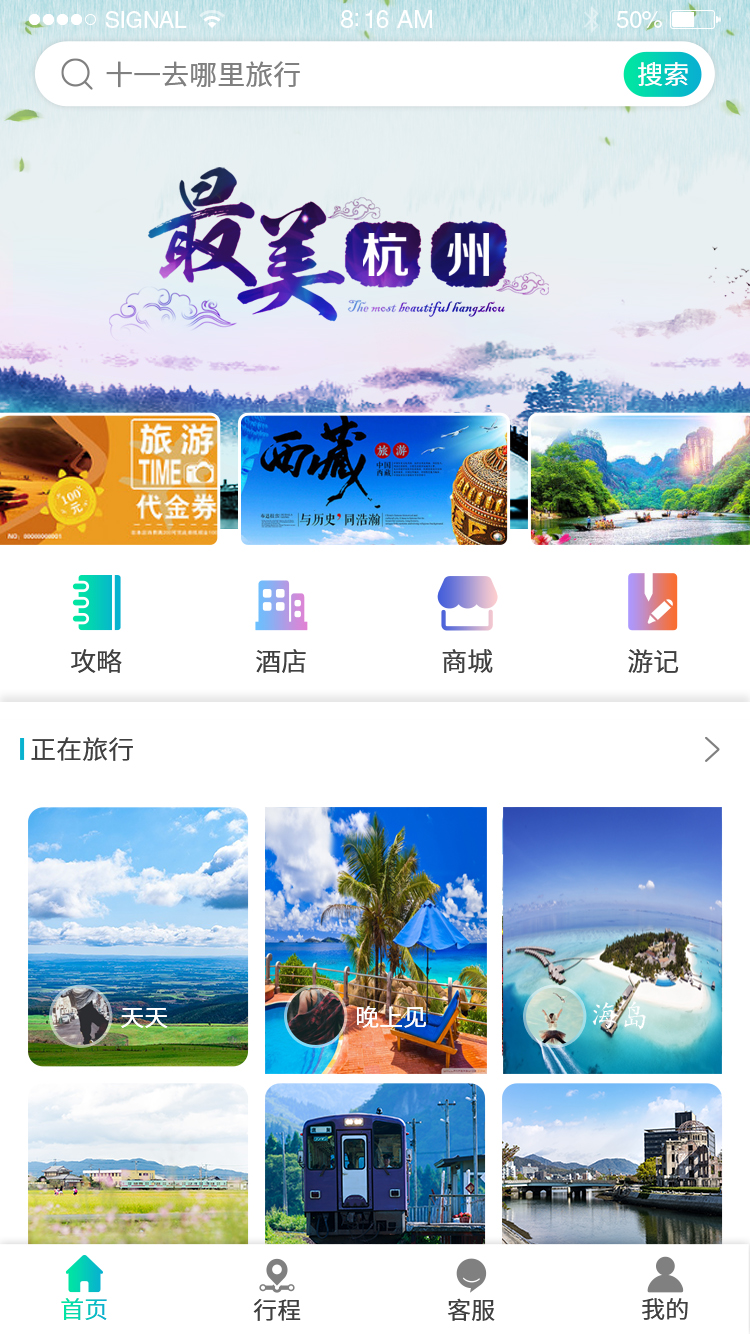 SIGNAL 8:16 AM 50%
十一去哪里旅行 搜索
最美杭州
The most beautiful hangzhou
旅游
TIME
代金券
100
元
NO: 00000000001
西藏
旅游
中国
西藏
与历史 同浩瀚
攻略 酒店 商城 游记
正在旅行
天天 晚上见 海岛
首页 行程 客服 我的